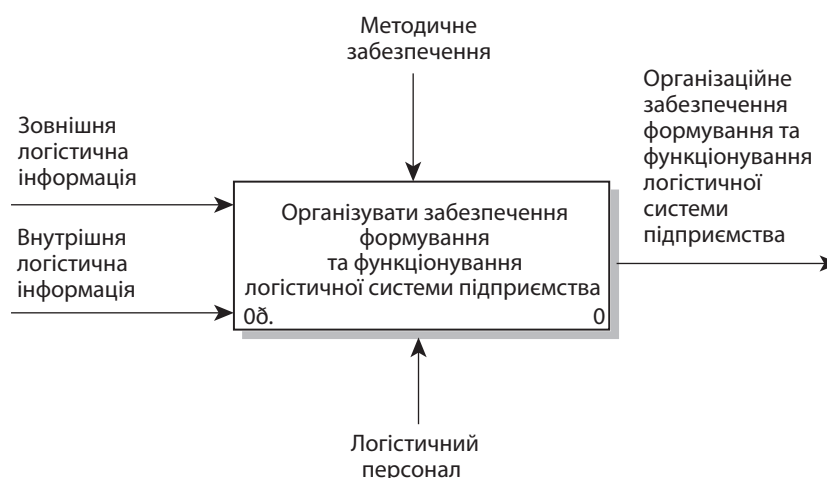 Методичне
забезпечення
Організаційне
забезпечення
формування та
функціонування
логістичної
системи
підприємства
Зовнішня
логістична
інформація
Внутрішня
логістична
інформація
Організувати забезпечення
формування
та функціонування
логістичної системи підприємства
0ð. 0
Логістичний
персонал